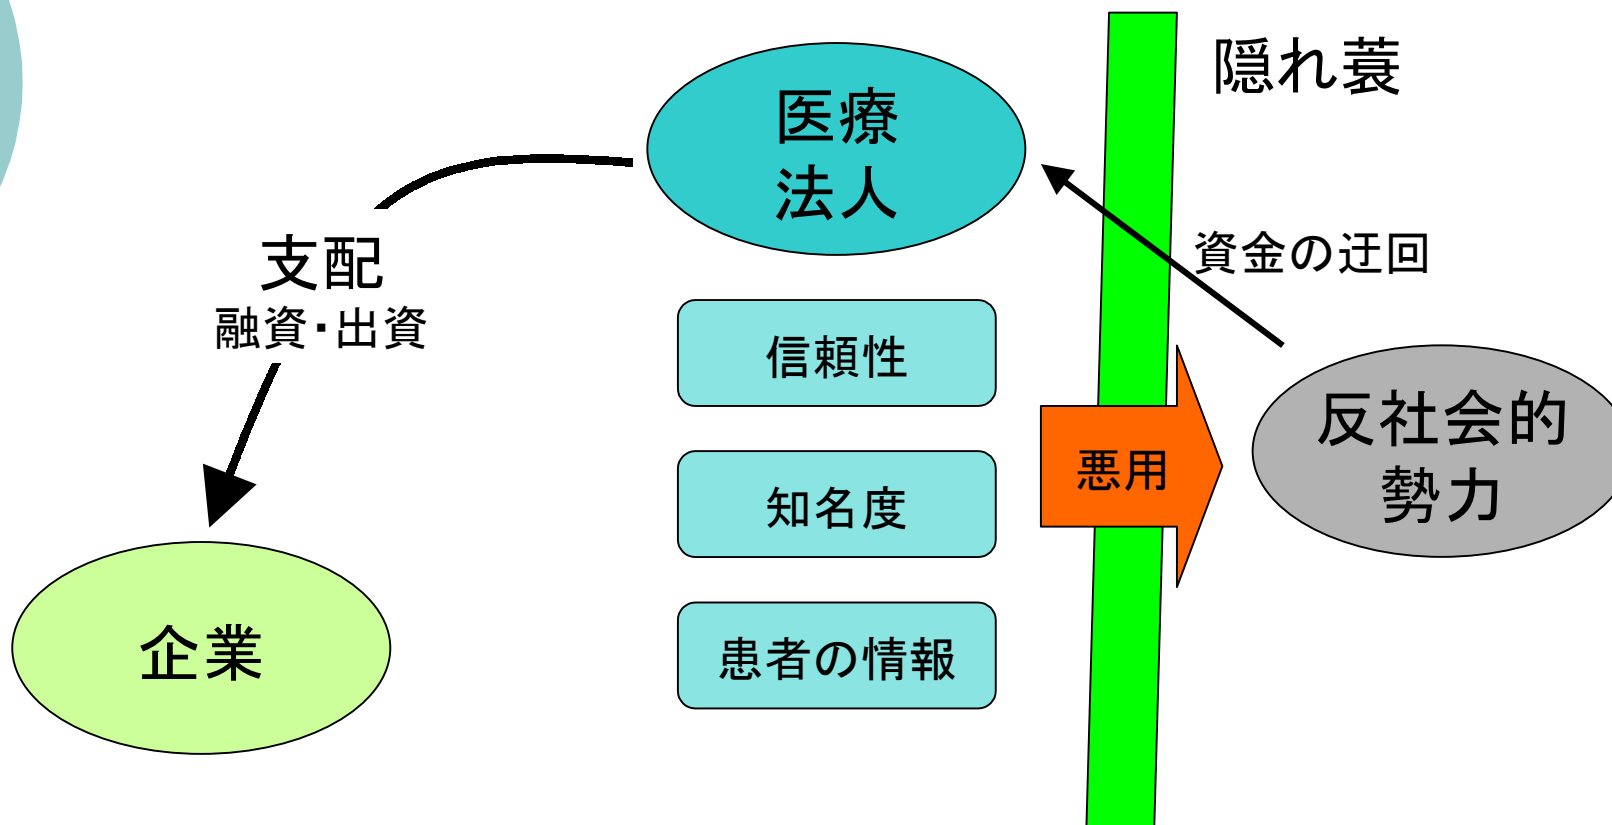 隠れ蓑
医療
法人
支配
融資・出資
資金の迂回
信頼性
知名度
患者の情報
悪用
反社会的
勢力
企業